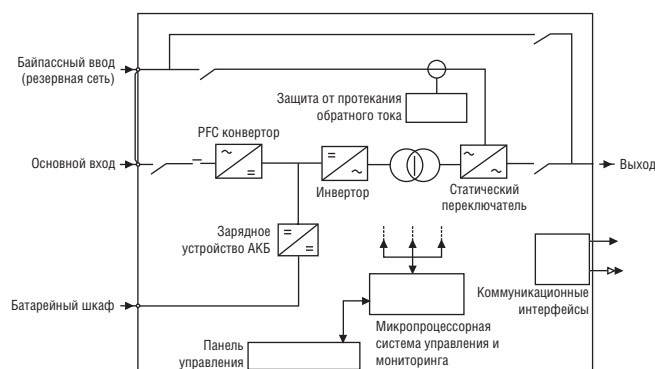 Байпассный ввод
(резервная сеть)
Защита от протекания
обратного тока
PFC конвертор
Основной вход
Выход
Инвертор
Статический
переключатель
Зарядное
устройство АКБ
Батарейный шкаф
Коммуникационные
интерфейсы
Микропроцессорная
система управления и
мониторинга
Панель
управления